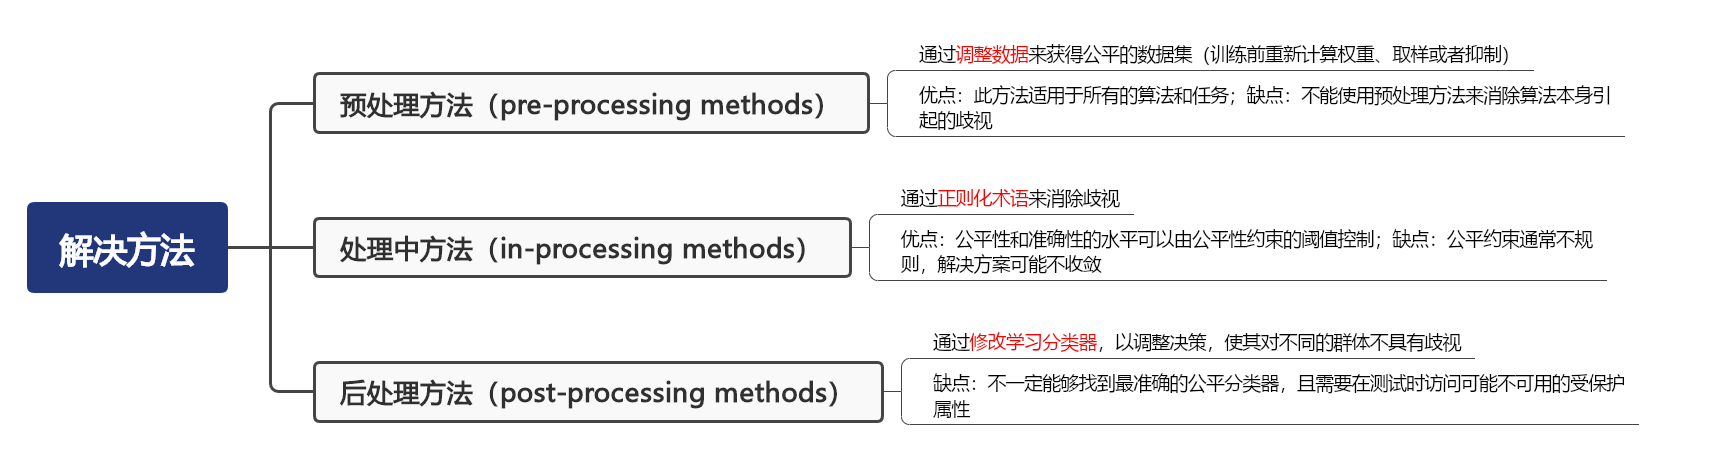 解决方法
预处理方法（pre-processing methods）
通过调整数据来获得公平的数据集（训练前重新计算权重、取样或者抑制）
优点：此方法适用于所有的算法和任务；缺点：不能使用预处理方法来消除算法本身引
起的歧视
处理中方法（in-processing methods）
通过正则化术语来消除歧视
优点：公平性和准确性的水平可以由公平性约束的阈值控制；缺点：公平约束通常不规
则，解决方案可能不收敛
后处理方法（post-processing methods）
通过修改学习分类器，以调整决策，使其对不同的群体不具有歧视
缺点：不一定能够找到最准确的公平分类器，且需要在测试时访问可能不可用的受保护
属性